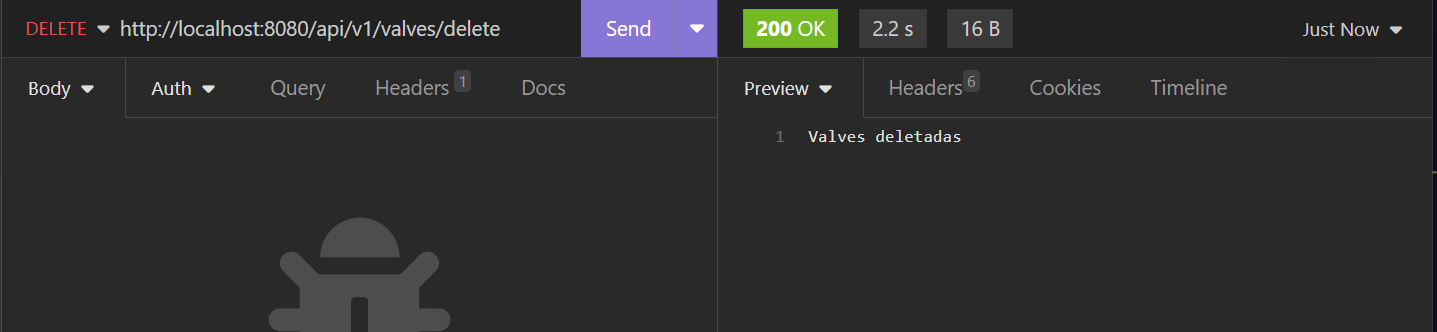 DELETE http://localhost:8080/api/v1/valves/delete Send 200 OK 2.2 s 16 B Just Now
Body Auth Query Headers 1 Docs Preview Headers 6 Cookies Timeline
1 Valves deletadas